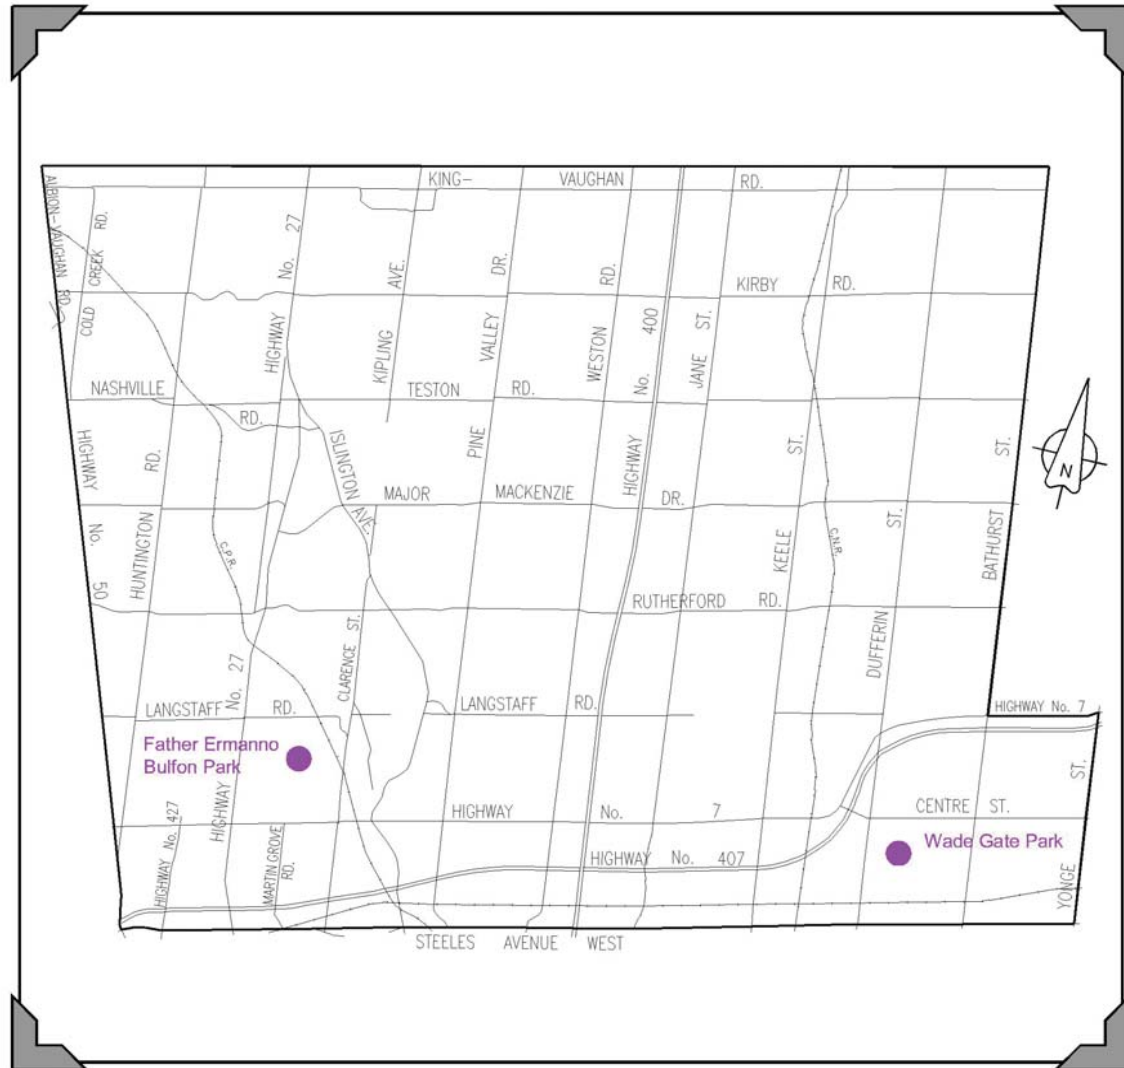 KING- VAUGHAN RD.
ALBION-VAUGHAN RD.
COLD CREEK RD.
HIGHWAY No. 27
KIPLING AVE.
PINE VALLEY DR.
WESTON RD.
HIGHWAY No. 400
JANE ST.
KIRBY RD.
NASHVILLE RD.
TESTON RD.
HIGHWAY No. 50
HUNTINGTON RD.
ISLINGTON AVE.
MAJOR MACKENZIE DR.
KEELE ST.
DUFFERIN ST.
BATHURST ST.
N
C.P.R.
C.N.R.
RUTHERFORD RD.
CLARENCE ST.
HIGHWAY No. 27
LANGSTAFF RD.
LANGSTAFF RD.
HIGHWAY No. 7
Father Ermanno
Bulfon Park
HIGHWAY No. 7
CENTRE ST.
HIGHWAY No. 427
MARTIN GROVE RD.
HIGHWAY No. 407
Wade Gate Park
YONGE ST.
STEELES AVENUE WEST